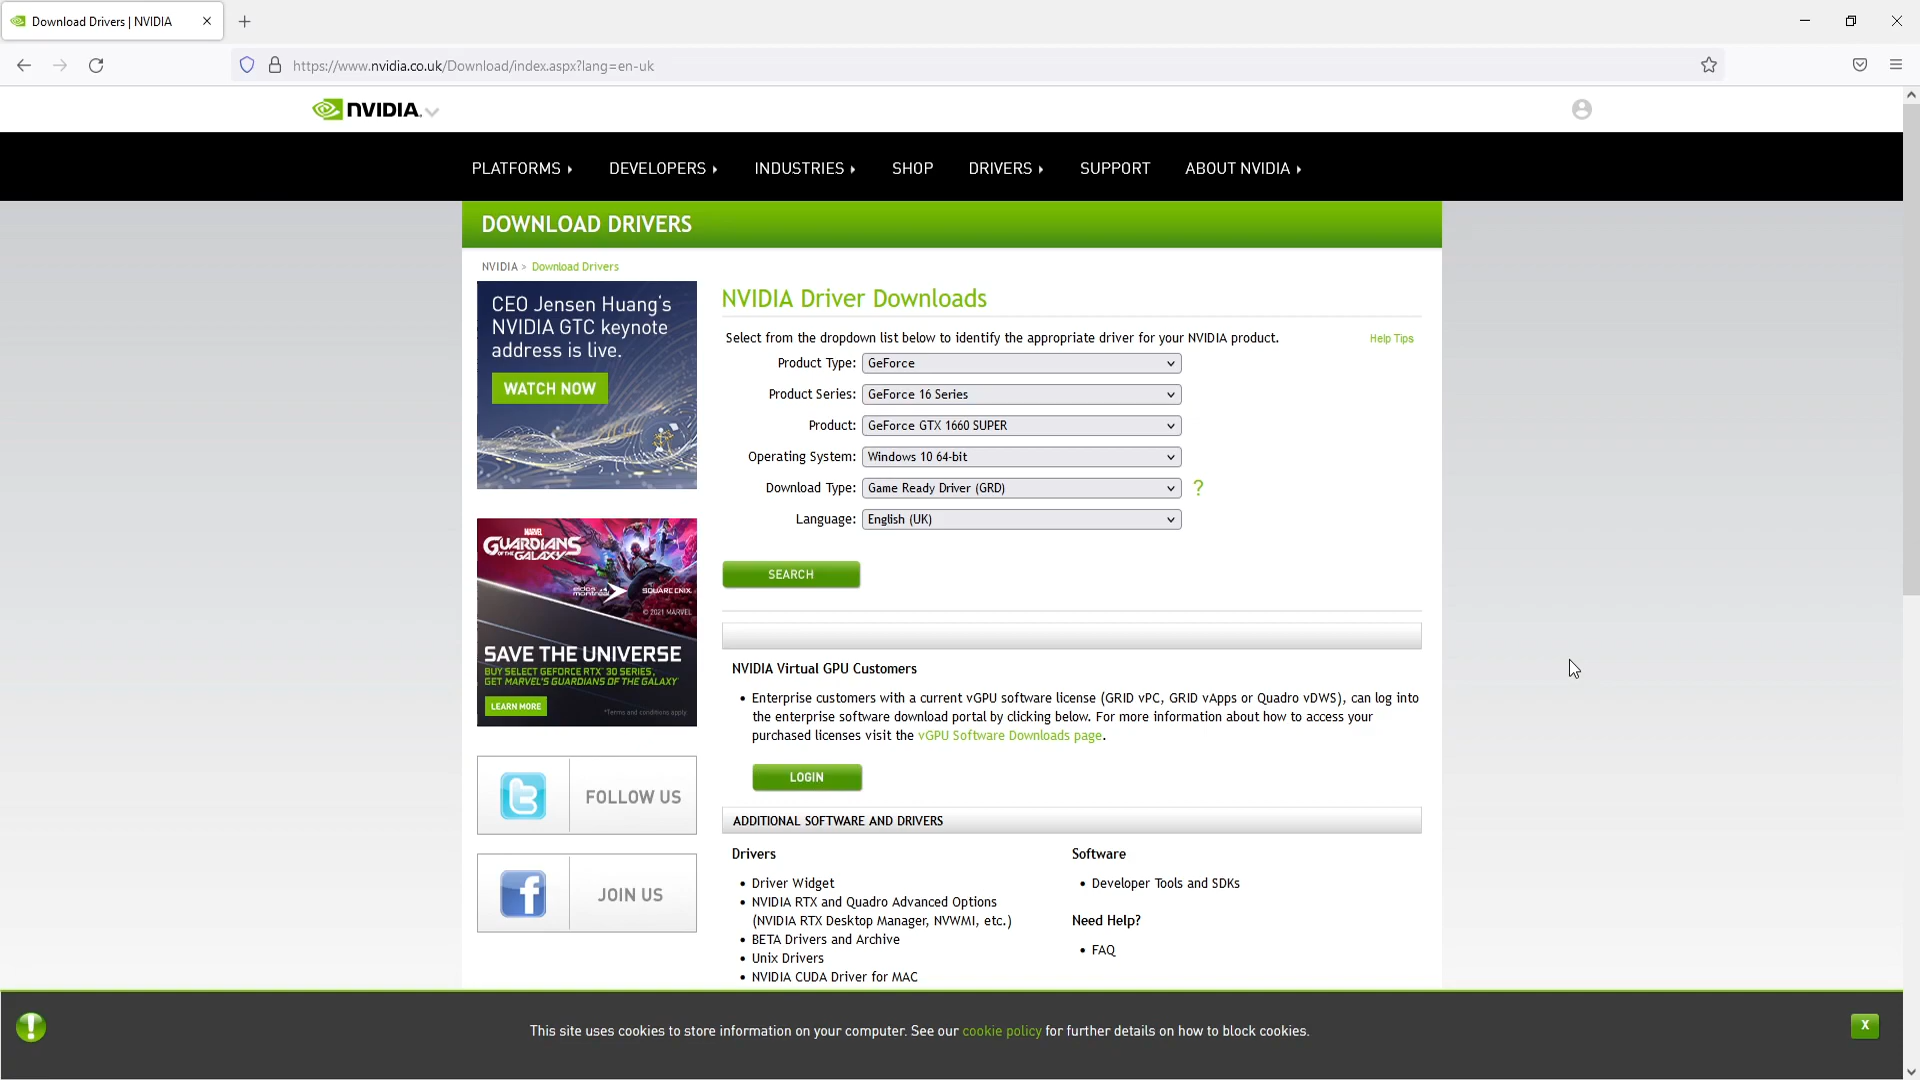 Download Drivers | NVIDIA
https://www.nvidia.co.uk/Download/index.aspx?lang=en-uk
NVIDIA.
PLATFORMS DEVELOPERS INDUSTRIES SHOP DRIVERS SUPPORT ABOUT NVIDIA
DOWNLOAD DRIVERS
NVIDIA > Download Drivers
CEO Jensen Huang's
NVIDIA GTC keynote
address is live.
WATCH NOW
MARVEL
GUARDIANS
OF THE GALAXY
eidos montréal
SQUARE ENIX
© 2021 MARVEL
SAVE THE UNIVERSE
BUY SELECT GEFORCE RTX™ 30 SERIES,
GET MARVEL'S GUARDIANS OF THE GALAXY*
LEARN MORE
*Terms and conditions apply
FOLLOW US
JOIN US
NVIDIA Driver Downloads
Select from the dropdown list below to identify the appropriate driver for your NVIDIA product.
Help Tips
Product Type: GeForce
Product Series: GeForce 16 Series
Product: GeForce GTX 1660 SUPER
Operating System: Windows 10 64-bit
Download Type: Game Ready Driver (GRD) ?
Language: English (UK)
SEARCH
NVIDIA Virtual GPU Customers
• Enterprise customers with a current vGPU software license (GRID vPC, GRID vApps or Quadro vDWS), can log into
the enterprise software download portal by clicking below. For more information about how to access your
purchased licenses visit the vGPU Software Downloads page.
LOGIN
ADDITIONAL SOFTWARE AND DRIVERS
Drivers
• Driver Widget
• NVIDIA RTX and Quadro Advanced Options
(NVIDIA RTX Desktop Manager, NVWMI, etc.)
• BETA Drivers and Archive
• Unix Drivers
• NVIDIA CUDA Driver for MAC
Software
• Developer Tools and SDKs
Need Help?
• FAQ
This site uses cookies to store information on your computer. See our cookie policy for further details on how to block cookies.
X